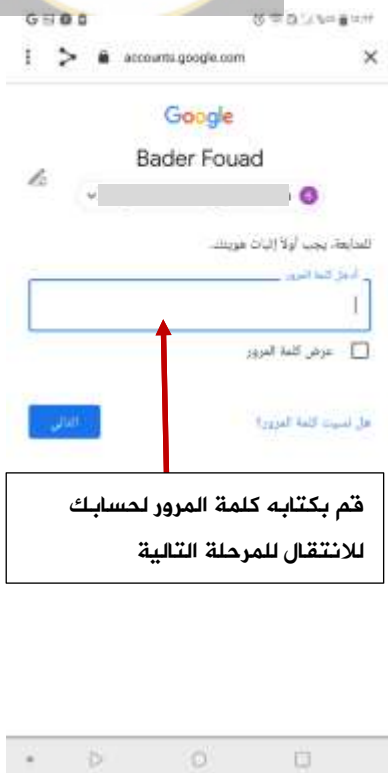 accounts.google.com
Google
Bader Fouad
للمتابعة، يجب أولاً إثبات هويتك.
أدخل كلمة المرور
عرض كلمة المرور
هل نسيت كلمة المرور؟
التالي
قم بكتابه كلمة المرور لحسابك
للانتقال للمرحلة التالية